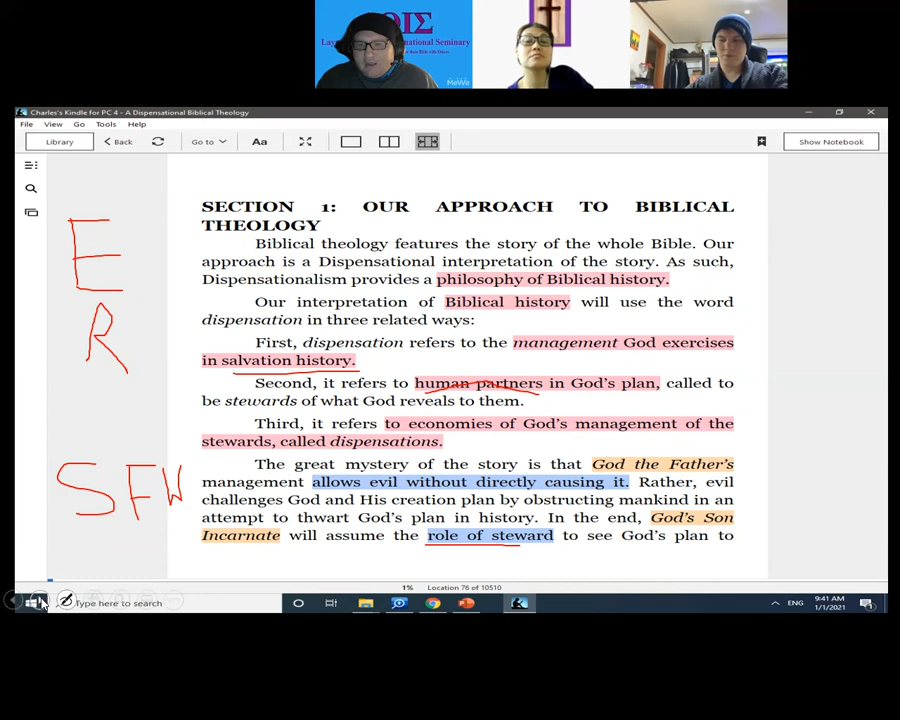 ΘΙΣ
MeWe
Charles's Kindle for PC 4 - A Dispensational Biblical Theology
File View Go Tools Help
Library Back Go to Aa Show Notebook
SECTION 1: OUR APPROACH TO BIBLICAL
THEOLOGY
Biblical theology features the story of the whole Bible. Our
approach is a Dispensational interpretation of the story. As such,
Dispensationalism provides a philosophy of Biblical history.
Our interpretation of Biblical history will use the word
dispensation in three related ways:
First, dispensation refers to the management God exercises
in salvation history.
Second, it refers to human partners in God's plan, called to
be stewards of what God reveals to them.
Third, it refers to economies of God's management of the
stewards, called dispensations.
The great mystery of the story is that God the Father's
management allows evil without directly causing it. Rather, evil
challenges God and His creation plan by obstructing mankind in an
attempt to thwart God's plan in history. In the end, God's Son
Incarnate will assume the role of steward to see God's plan to
E
R
SFW
1% Location 76 of 10510
Type here to search
ENG
9:41 AM
1/1/2021